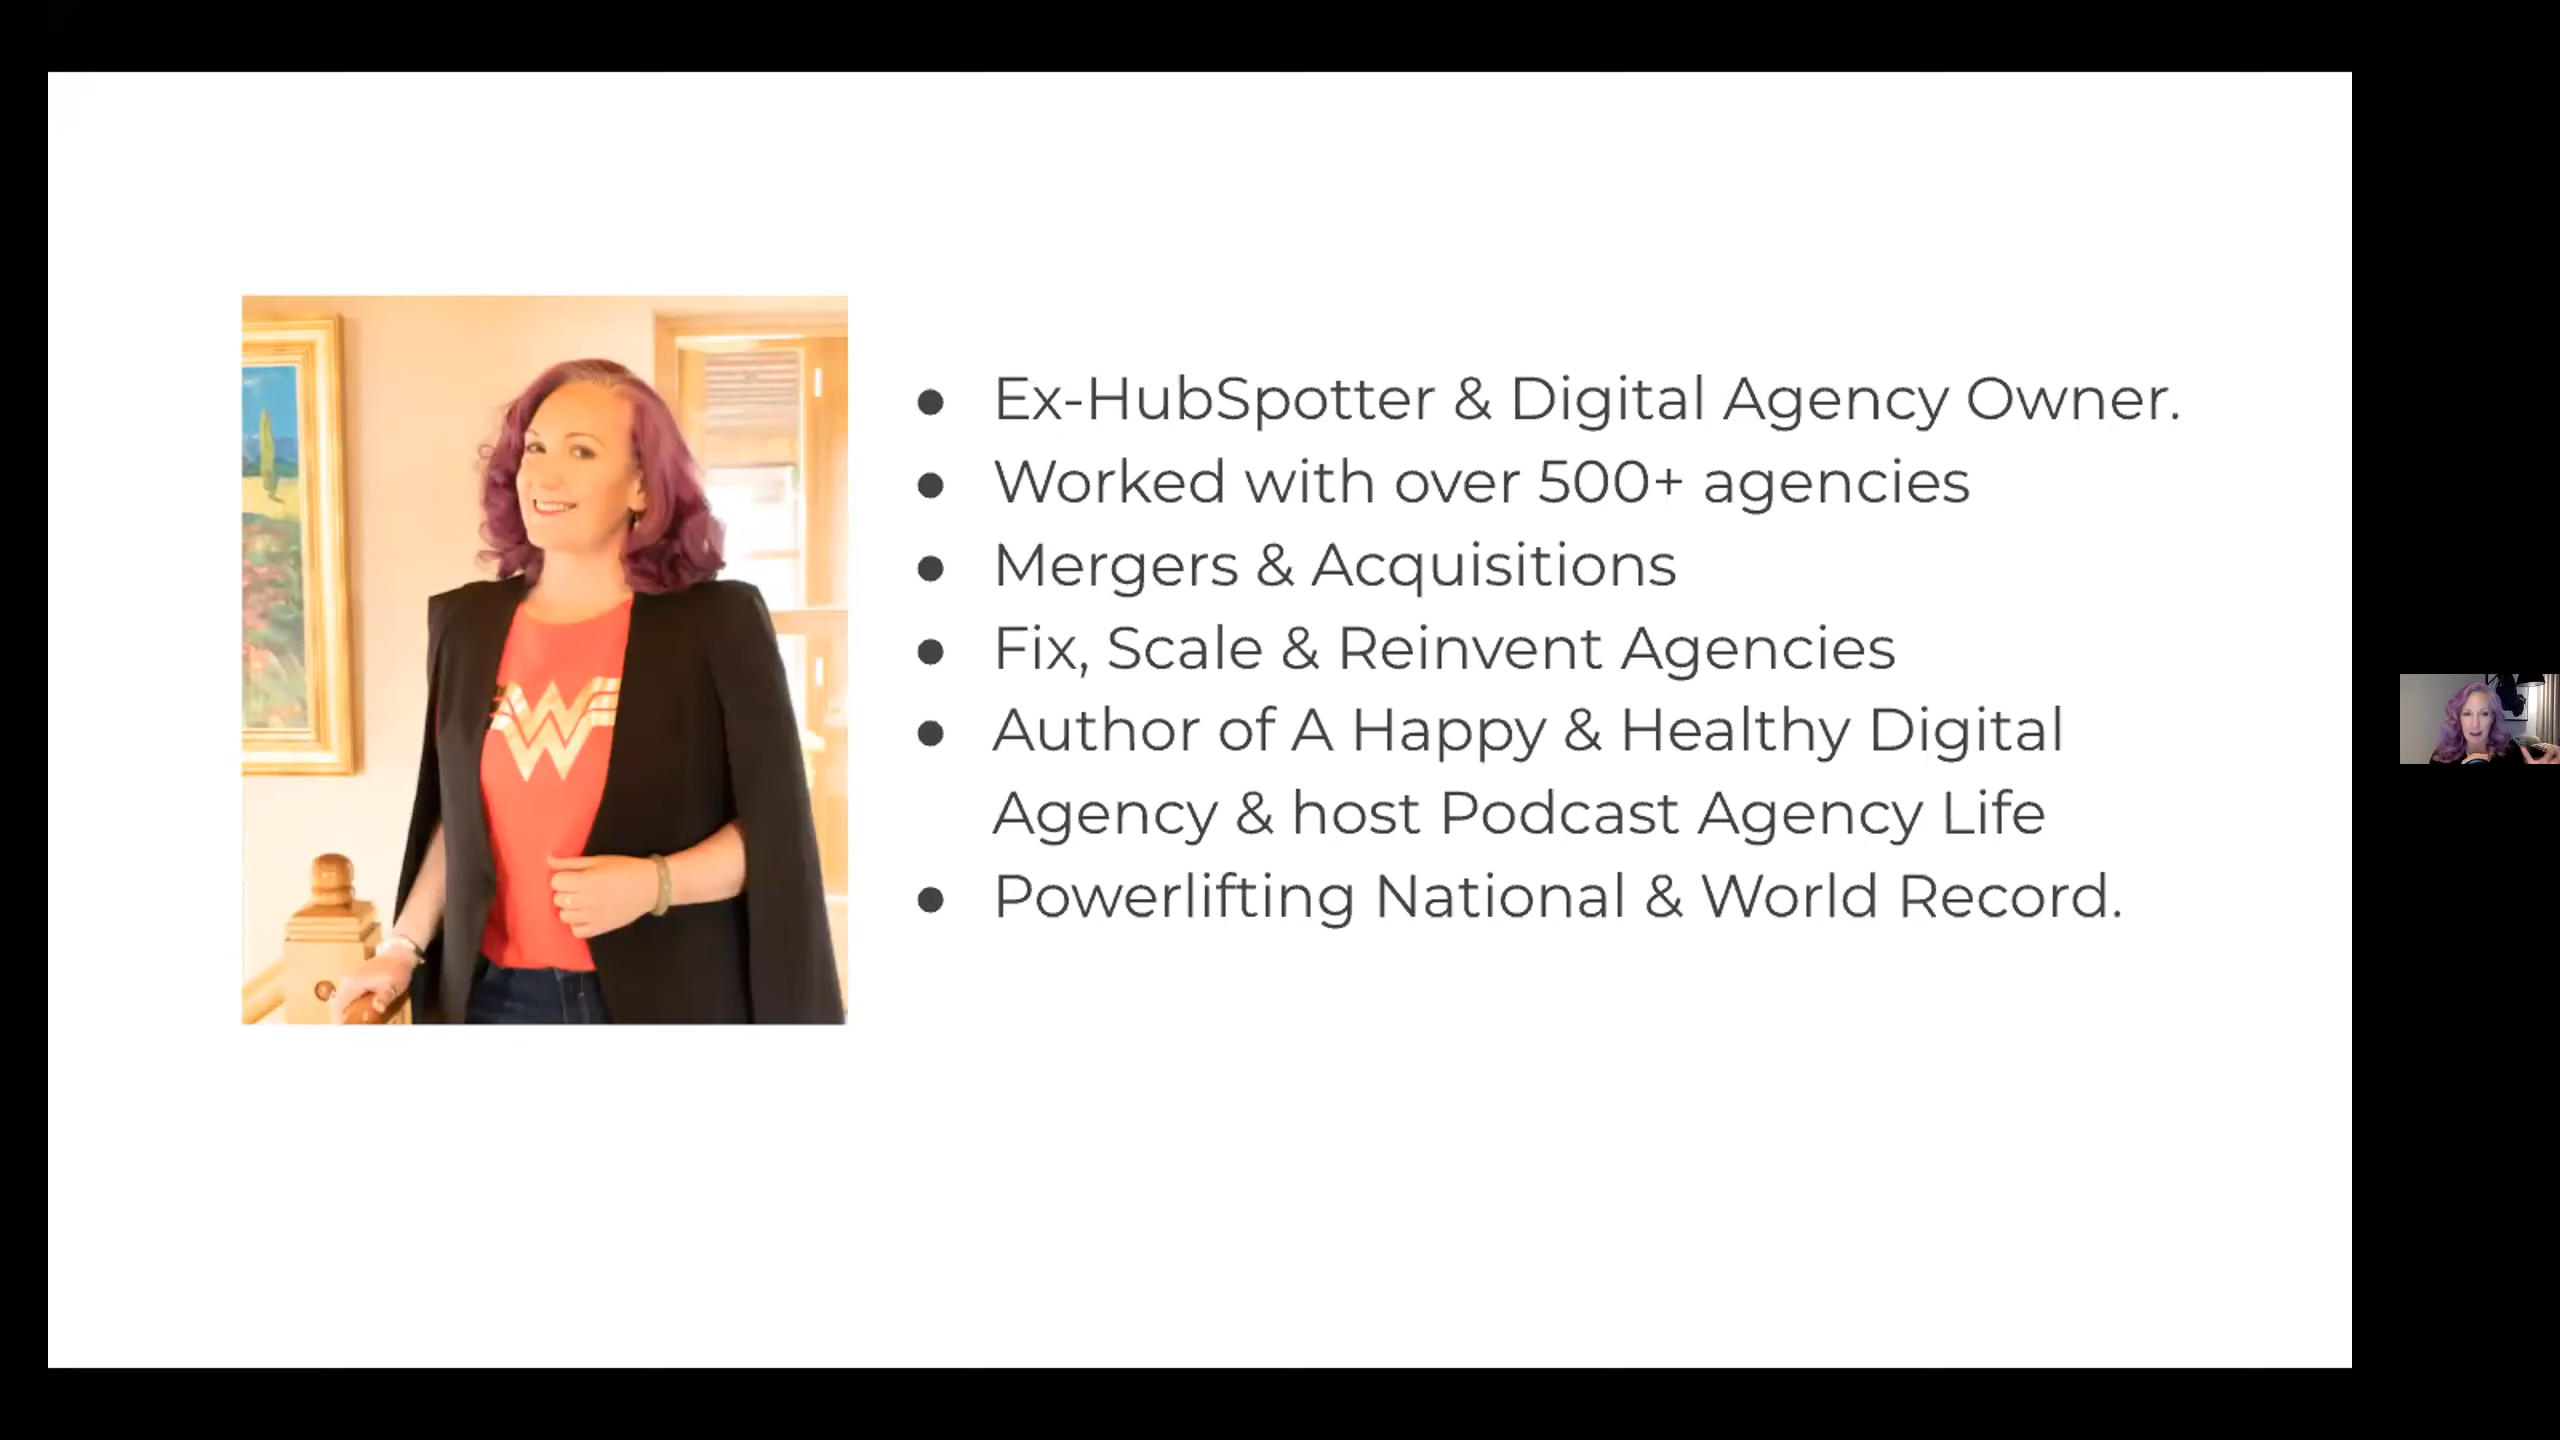 ● Ex-HubSpotter & Digital Agency Owner.
● Worked with over 500+ agencies
● Mergers & Acquisitions
● Fix, Scale & Reinvent Agencies
● Author of A Happy & Healthy Digital
Agency & host Podcast Agency Life
● Powerlifting National & World Record.